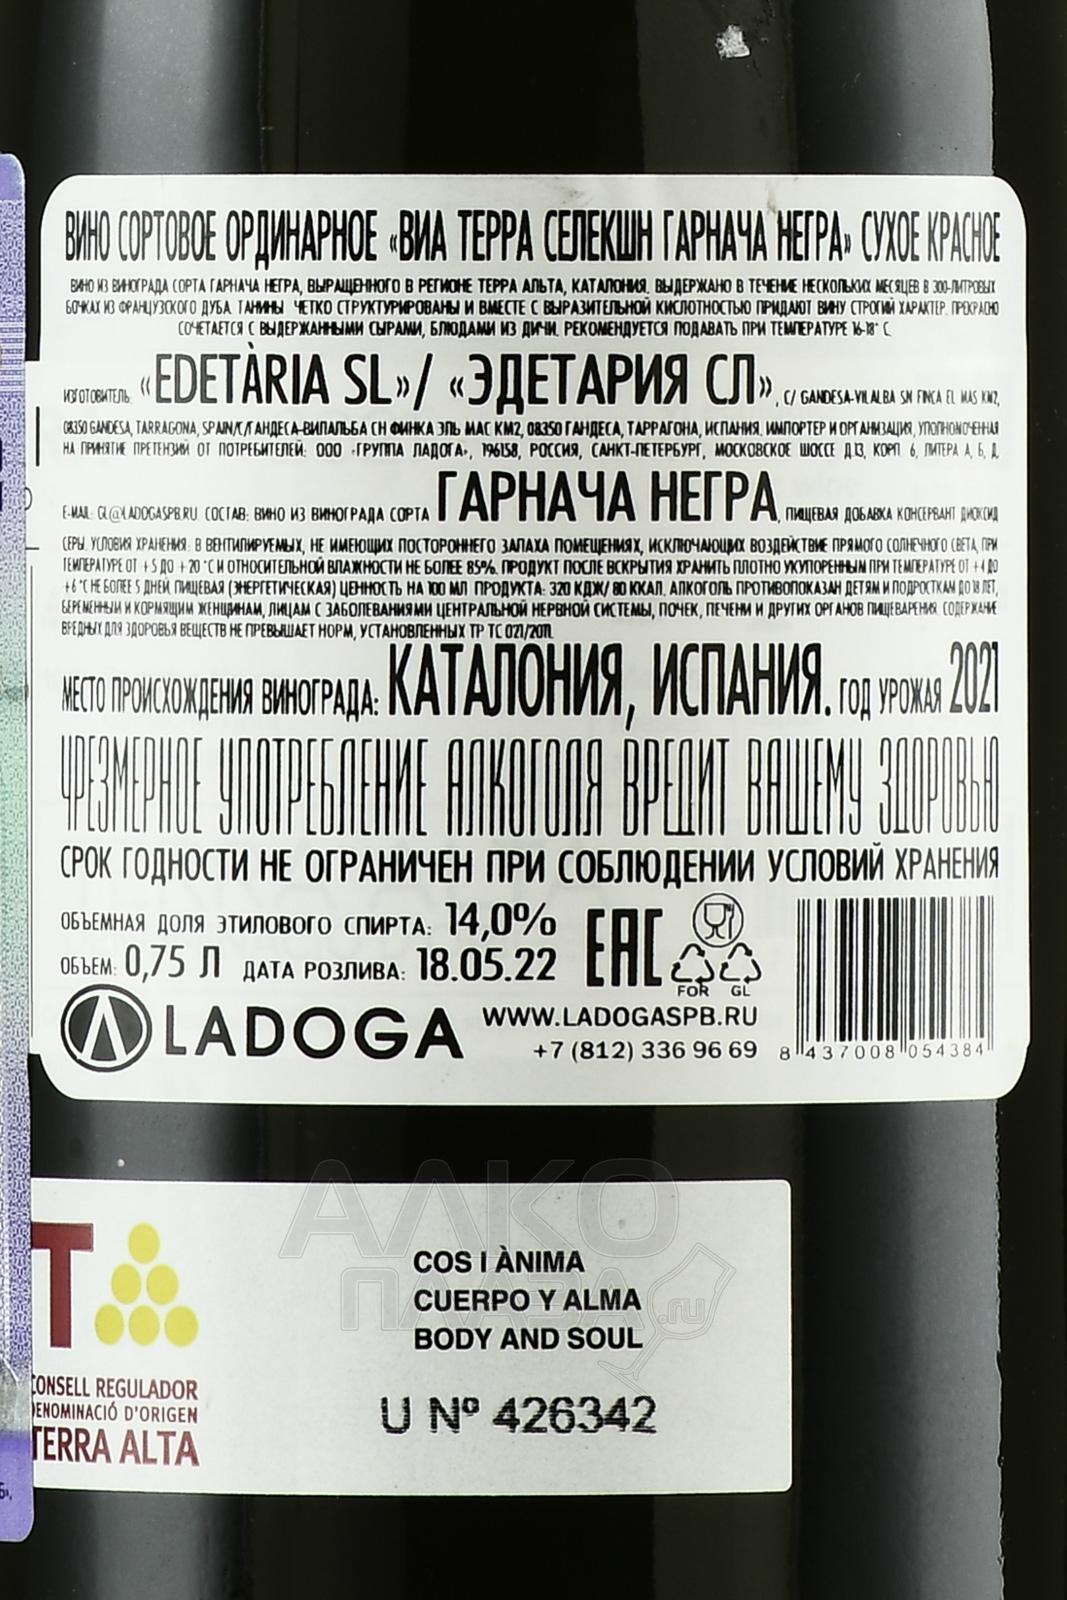 ВИНО СОРТОВОЕ ОРДИНАРНОЕ «ВИА ТЕРРА СЕЛЕКШН ГАРНАЧА НЕГРА» СУХОЕ КРАСНОЕ
ВИНО ИЗ ВИНОГРАДА СОРТА ГАРНАЧА НЕГРА, ВЫРАЩЕННОГО В РЕГИОНЕ ТЕРРА АЛЬТА, КАТАЛОНИЯ. ВЫДЕРЖАНО В ТЕЧЕНИЕ НЕСКОЛЬКИХ МЕСЯЦЕВ В 300-ЛИТРОВЫХ
БОЧКАХ ИЗ ФРАНЦУЗСКОГО ДУБА. ТАНИНЫ ЧЕТКО СТРУКТУРИРОВАНЫ И ВМЕСТЕ С ВЫРАЗИТЕЛЬНОЙ КИСЛОТНОСТЬЮ ПРИДАЮТ ВИНУ СТРОГИЙ ХАРАКТЕР. ПРЕКРАСНО
СОЧЕТАЕТСЯ С ВЫДЕРЖАННЫМИ СЫРАМИ, БЛЮДАМИ ИЗ ДИЧИ. РЕКОМЕНДУЕТСЯ ПОДАВАТЬ ПРИ ТЕМПЕРАТУРЕ 16-18° С.
ИЗГОТОВИТЕЛЬ: «EDETÀRIA SL»/ «ЭДЕТАРИЯ СЛ», C/ GANDESA-VILALBA SN FINCA EL MAS KM2,
08350 GANDESA, TARRAGONA, SPAIN/С/ГАНДЕСА-ВИЛАЛЬБА СН ФИНКА ЭЛЬ МАС КМ2, 08350 ГАНДЕСА, ТАРРАГОНА, ИСПАНИЯ. ИМПОРТЕР И ОРГАНИЗАЦИЯ, УПОЛНОМОЧЕННАЯ
НА ПРИНЯТИЕ ПРЕТЕНЗИЙ ОТ ПОТРЕБИТЕЛЕЙ: ООО «ГРУППА ЛАДОГА», 196158, РОССИЯ, САНКТ-ПЕТЕРБУРГ, МОСКОВСКОЕ ШОССЕ Д.13, КОРП. 6, ЛИТЕРА А, Б, Д.
E-MAIL: GL@LADOGASPB.RU СОСТАВ: ВИНО ИЗ ВИНОГРАДА СОРТА ГАРНАЧА НЕГРА, ПИЩЕВАЯ ДОБАВКА КОНСЕРВАНТ ДИОКСИД
СЕРЫ. УСЛОВИЯ ХРАНЕНИЯ: В ВЕНТИЛИРУЕМЫХ, НЕ ИМЕЮЩИХ ПОСТОРОННЕГО ЗАПАХА ПОМЕЩЕНИЯХ, ИСКЛЮЧАЮЩИХ ВОЗДЕЙСТВИЕ ПРЯМОГО СОЛНЕЧНОГО СВЕТА, ПРИ
ТЕМПЕРАТУРЕ ОТ +5 ДО +20 °С И ОТНОСИТЕЛЬНОЙ ВЛАЖНОСТИ НЕ БОЛЕЕ 85%. ПРОДУКТ ПОСЛЕ ВСКРЫТИЯ ХРАНИТЬ ПЛОТНО УКУПОРЕННЫМ ПРИ ТЕМПЕРАТУРЕ ОТ +4 ДО
+6 °С НЕ БОЛЕЕ 5 ДНЕЙ. ПИЩЕВАЯ (ЭНЕРГЕТИЧЕСКАЯ) ЦЕННОСТЬ НА 100 МЛ ПРОДУКТА: 320 КДЖ/ 80 ККАЛ. АЛКОГОЛЬ ПРОТИВОПОКАЗАН ДЕТЯМ И ПОДРОСТКАМ ДО 18 ЛЕТ,
БЕРЕМЕННЫМ И КОРМЯЩИМ ЖЕНЩИНАМ, ЛИЦАМ С ЗАБОЛЕВАНИЯМИ ЦЕНТРАЛЬНОЙ НЕРВНОЙ СИСТЕМЫ, ПОЧЕК, ПЕЧЕНИ И ДРУГИХ ОРГАНОВ ПИЩЕВАРЕНИЯ. СОДЕРЖАНИЕ
ВРЕДНЫХ ДЛЯ ЗДОРОВЬЯ ВЕЩЕСТВ НЕ ПРЕВЫШАЕТ НОРМ, УСТАНОВЛЕННЫХ ТР ТС 021/2011.
МЕСТО ПРОИСХОЖДЕНИЯ ВИНОГРАДА: КАТАЛОНИЯ, ИСПАНИЯ. ГОД УРОЖАЯ 2021
ЧРЕЗМЕРНОЕ УПОТРЕБЛЕНИЕ АЛКОГОЛЯ ВРЕДИТ ВАШЕМУ ЗДОРОВЬЮ
СРОК ГОДНОСТИ НЕ ОГРАНИЧЕН ПРИ СОБЛЮДЕНИИ УСЛОВИЙ ХРАНЕНИЯ
ОБЪЕМНАЯ ДОЛЯ ЭТИЛОВОГО СПИРТА: 14,0%
ОБЪЕМ: 0,75 Л ДАТА РОЗЛИВА: 18.05.22
EAC
FOR GL
LADOGA
WWW.LADOGASPB.RU
+7 (812) 336 96 69
8 437008 054384
АЛКО
ПЛАЗА.ru
T
CONSELL REGULADOR
DENOMINACIÓ D'ORIGEN
TERRA ALTA
COS I ÀNIMA
CUERPO Y ALMA
BODY AND SOUL
U Nº 426342